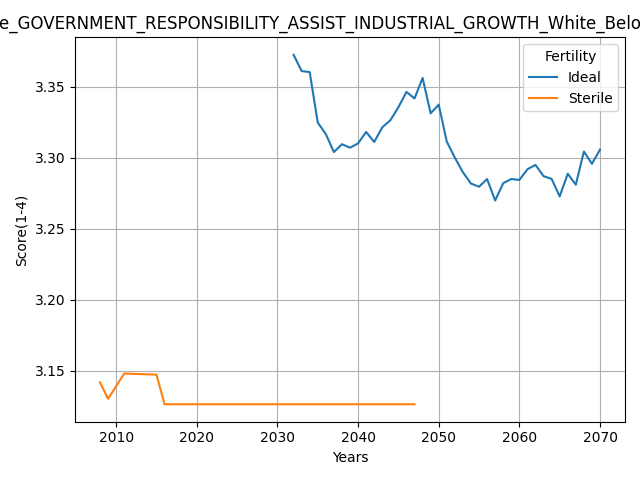 e_GOVERNMENT_RESPONSIBILITY_ASSIST_INDUSTRIAL_GROWTH_White_Belo
Fertility
Ideal
Sterile
Score(1-4)
3.35
3.30
3.25
3.20
3.15
2010 2020 2030 2040 2050 2060 2070
Years